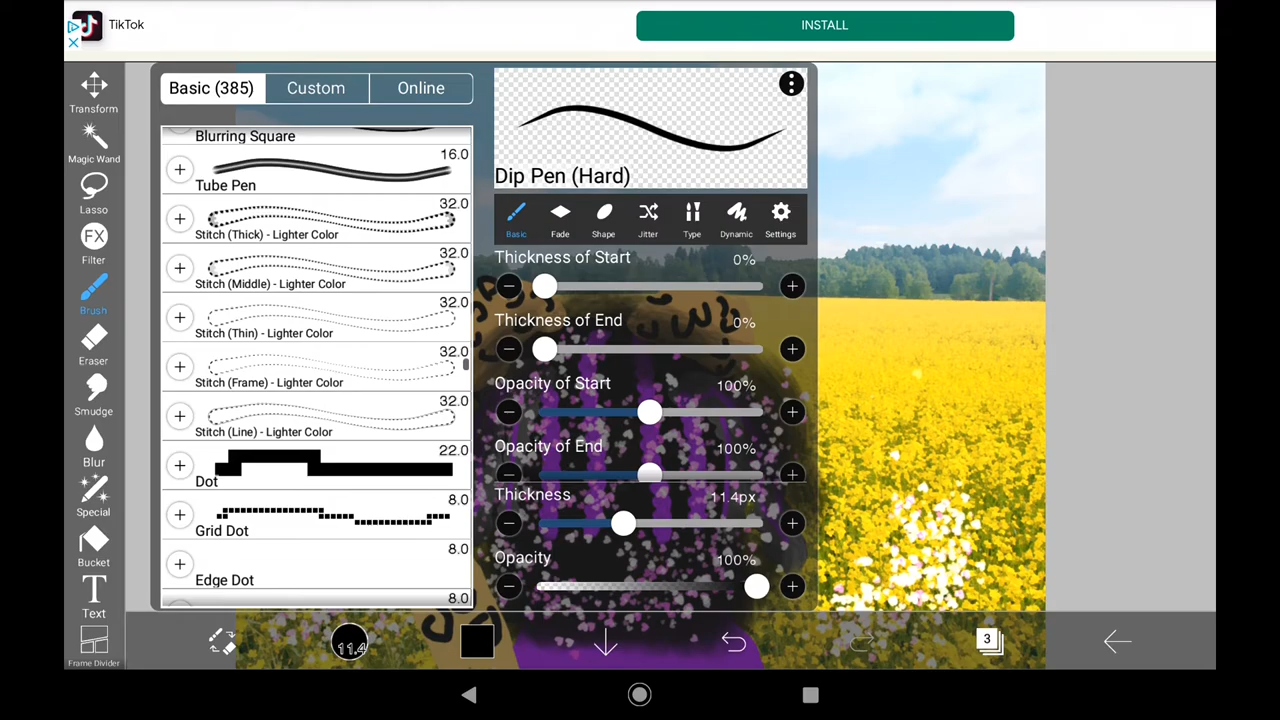 TikTok
INSTALL
Transform
Magic Wand
Lasso
FX
Filter
Brush
Eraser
Smudge
Blur
Special
Bucket
T
Text
Frame Divider
Basic (385)
Custom
Online
Blurring Square
16.0
Tube Pen
32.0
Stitch (Thick) - Lighter Color
32.0
Stitch (Middle) - Lighter Color
32.0
Stitch (Thin) - Lighter Color
32.0
Stitch (Frame) - Lighter Color
32.0
Stitch (Line) - Lighter Color
22.0
Dot
8.0
Grid Dot
8.0
Edge Dot
8.0
Dip Pen (Hard)
Basic
Fade
Shape
Jitter
Type
Dynamic
Settings
Thickness of Start
0%
Thickness of End
0%
Opacity of Start
100%
Opacity of End
100%
Thickness
11.4px
Opacity
100%
11.4
3